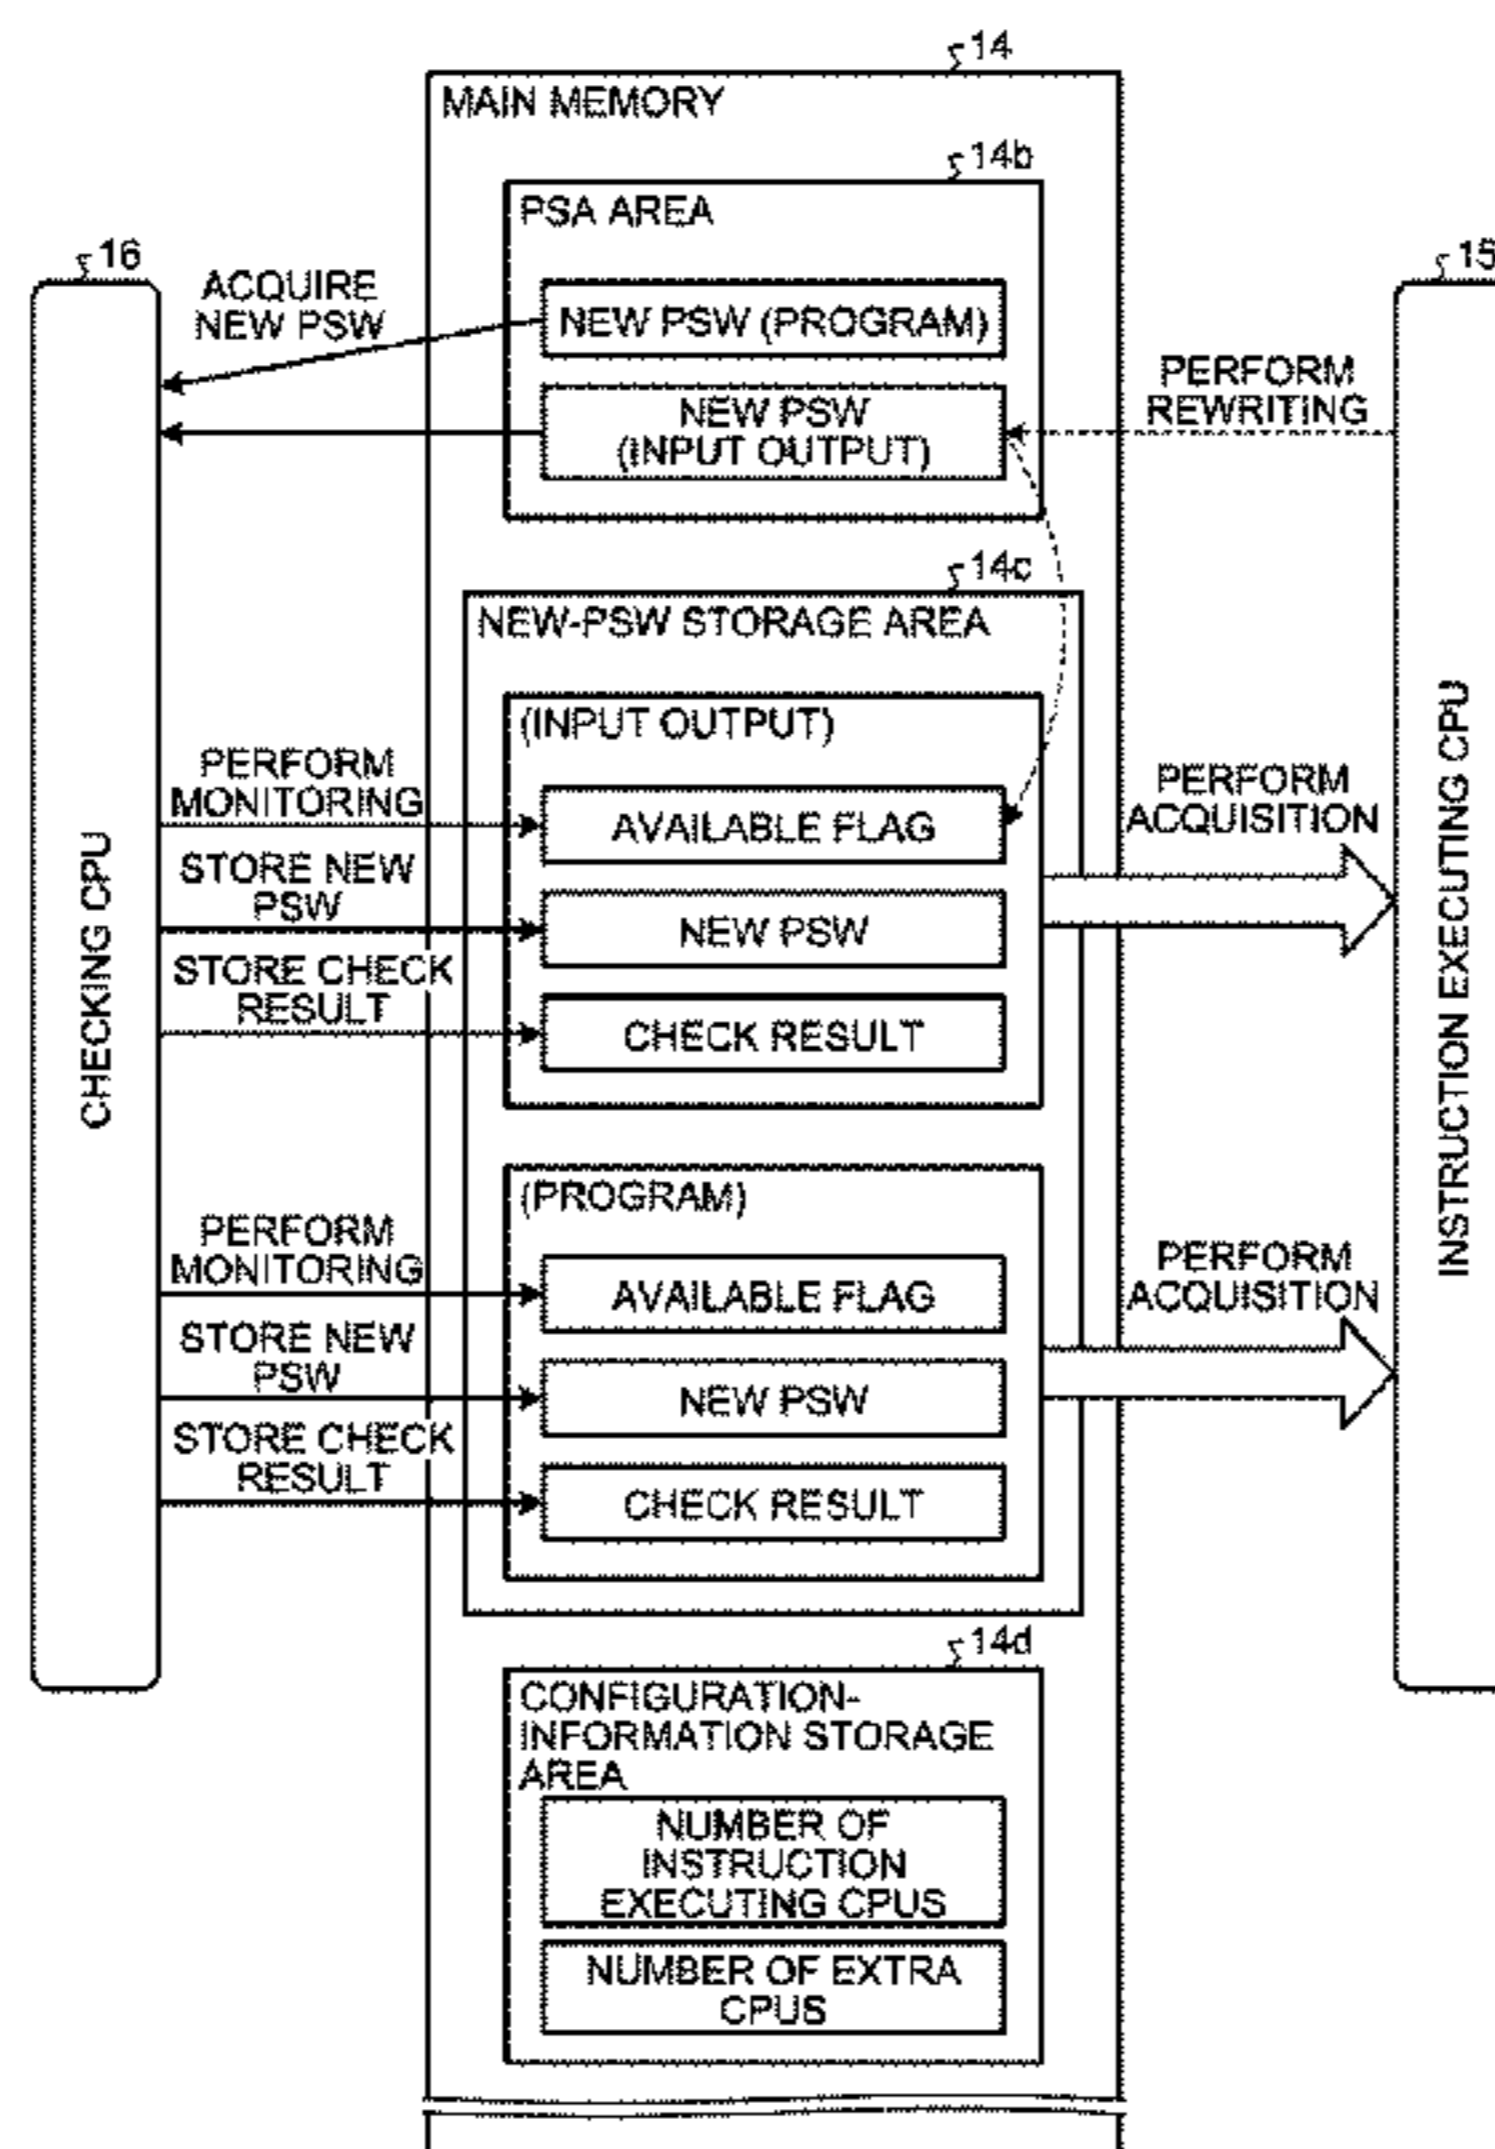 14
MAIN MEMORY
14b
PSA AREA
16
ACQUIRE
NEW PSW
15
NEW PSW (PROGRAM)
NEW PSW
(INPUT OUTPUT)
PERFORM
REWRITING
14c
NEW-PSW STORAGE AREA
(INPUT OUTPUT)
PERFORM
MONITORING
AVAILABLE FLAG
PERFORM
ACQUISITION
STORE NEW
PSW
NEW PSW
STORE CHECK
RESULT
CHECK RESULT
CHECKING CPU
INSTRUCTION EXECUTING CPU
(PROGRAM)
PERFORM
MONITORING
AVAILABLE FLAG
PERFORM
ACQUISITION
STORE NEW
PSW
NEW PSW
STORE CHECK
RESULT
CHECK RESULT
14d
CONFIGURATION-
INFORMATION STORAGE
AREA
NUMBER OF
INSTRUCTION
EXECUTING CPUS
NUMBER OF EXTRA
CPUS